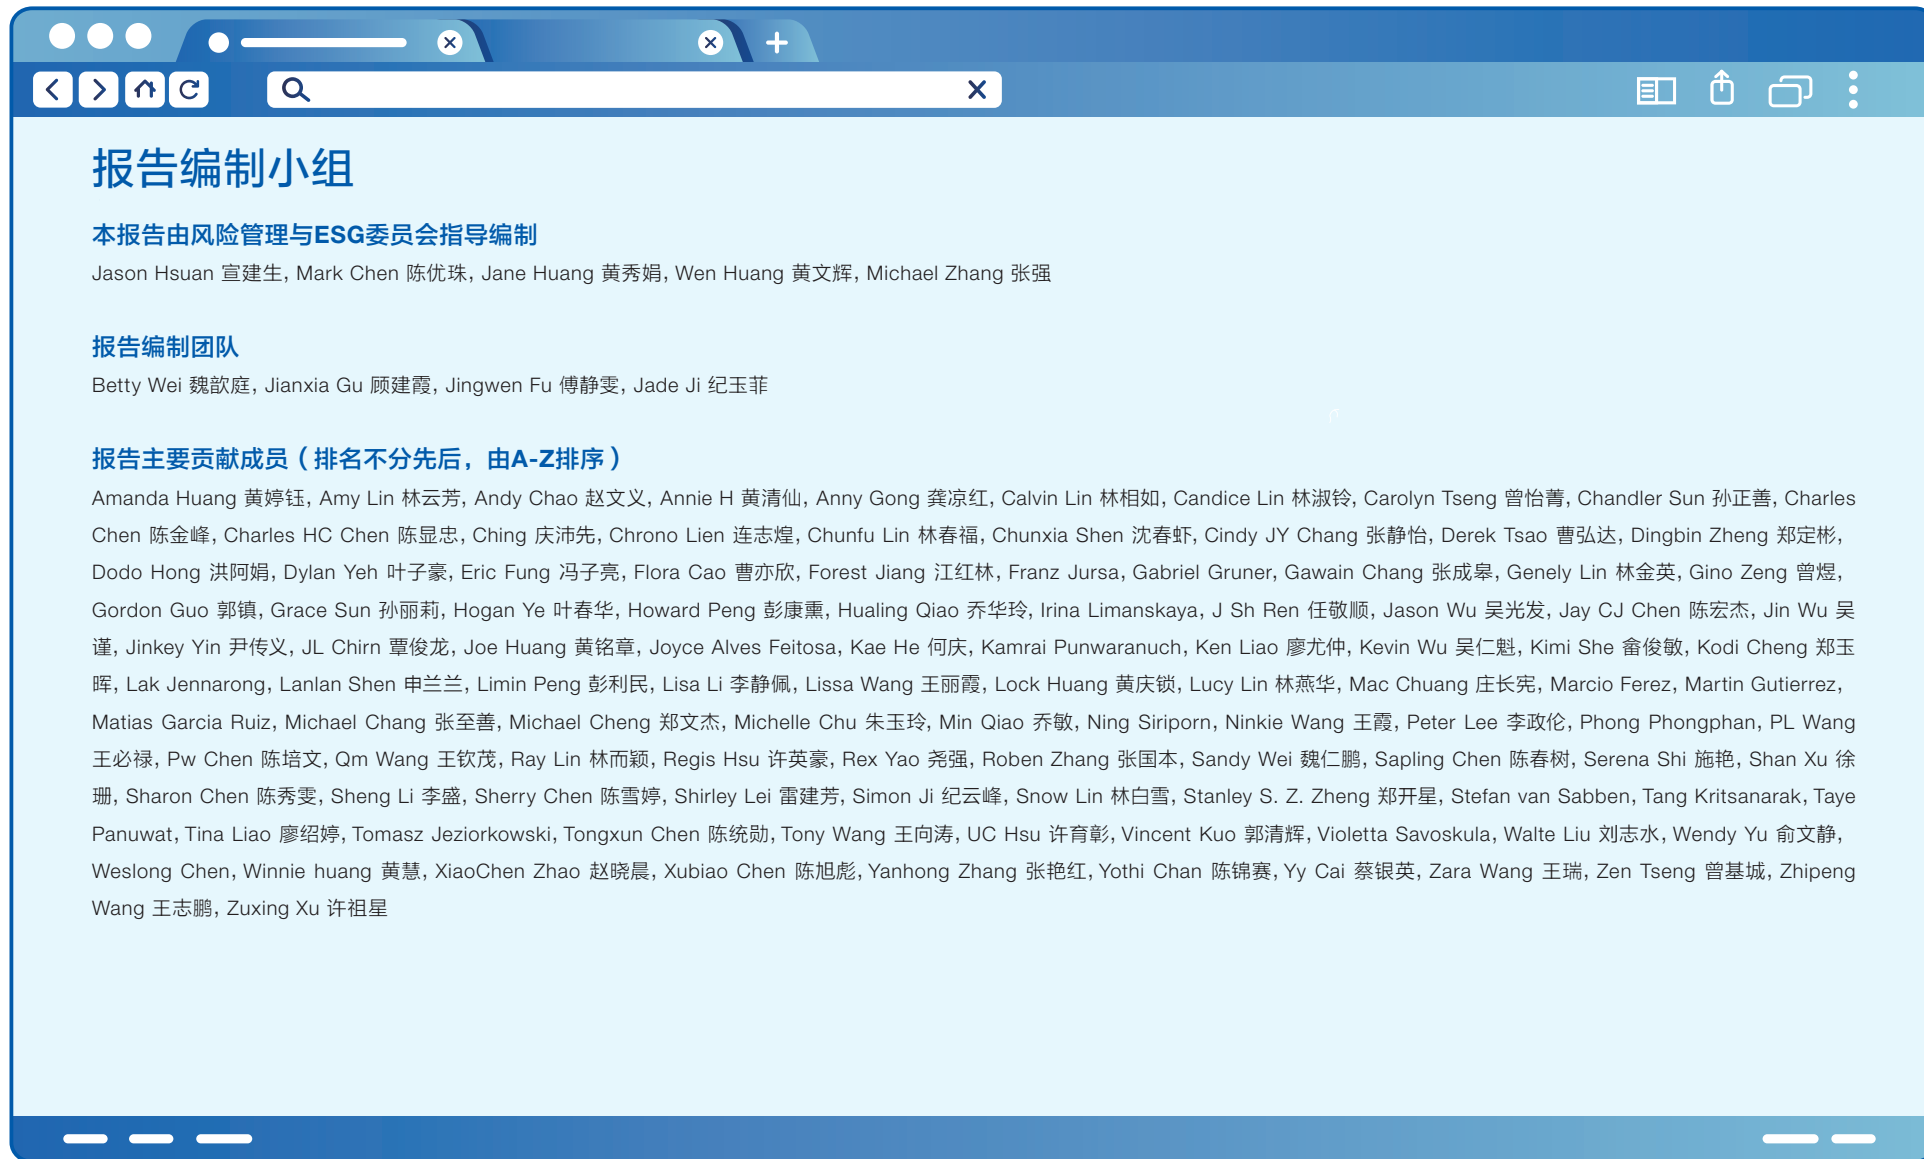 报告编制小组
本报告由风险管理与ESG委员会指导编制
Jason Hsuan 宣建生, Mark Chen 陈优珠, Jane Huang 黄秀娟, Wen Huang 黄文辉, Michael Zhang 张强
报告编制团队
Betty Wei 魏歆庭, Jianxia Gu 顾建霞, Jingwen Fu 傅静雯, Jade Ji 纪玉菲
报告主要贡献成员（排名不分先后，由A-Z排序）
Amanda Huang 黄婷钰, Amy Lin 林云芳, Andy Chao 赵文义, Annie H 黄清仙, Anny Gong 龚凉红, Calvin Lin 林相如, Candice Lin 林淑铃, Carolyn Tseng 曾怡菁, Chandler Sun 孙正善, Charles
Chen 陈金峰, Charles HC Chen 陈显忠, Ching 庆沛先, Chrono Lien 连志煌, Chunfu Lin 林春福, Chunxia Shen 沈春虾, Cindy JY Chang 张静怡, Derek Tsao 曹弘达, Dingbin Zheng 郑定彬,
Dodo Hong 洪阿娟, Dylan Yeh 叶子豪, Eric Fung 冯子亮, Flora Cao 曹亦欣, Forest Jiang 江红林, Franz Jursa, Gabriel Gruner, Gawain Chang 张成皋, Genely Lin 林金英, Gino Zeng 曾煜,
Gordon Guo 郭镇, Grace Sun 孙丽莉, Hogan Ye 叶春华, Howard Peng 彭康熏, Hualing Qiao 乔华玲, Irina Limanskaya, J Sh Ren 任敬顺, Jason Wu 吴光发, Jay CJ Chen 陈宏杰, Jin Wu 吴
谨, Jinkey Yin 尹传义, JL Chirn 覃俊龙, Joe Huang 黄铭章, Joyce Alves Feitosa, Kae He 何庆, Kamrai Punwaranuch, Ken Liao 廖尤仲, Kevin Wu 吴仁魁, Kimi She 畲俊敏, Kodi Cheng 郑玉
晖, Lak Jennarong, Lanlan Shen 申兰兰, Limin Peng 彭利民, Lisa Li 李静佩, Lissa Wang 王丽霞, Lock Huang 黄庆锁, Lucy Lin 林燕华, Mac Chuang 庄长宪, Marcio Ferez, Martin Gutierrez,
Matias Garcia Ruiz, Michael Chang 张至善, Michael Cheng 郑文杰, Michelle Chu 朱玉玲, Min Qiao 乔敏, Ning Siriporn, Ninkie Wang 王霞, Peter Lee 李政伦, Phong Phongphan, PL Wang
王必禄, Pw Chen 陈培文, Qm Wang 王钦茂, Ray Lin 林而颖, Regis Hsu 许英豪, Rex Yao 尧强, Roben Zhang 张国本, Sandy Wei 魏仁鹏, Sapling Chen 陈春树, Serena Shi 施艳, Shan Xu 徐
珊, Sharon Chen 陈秀雯, Sheng Li 李盛, Sherry Chen 陈雪婷, Shirley Lei 雷建芳, Simon Ji 纪云峰, Snow Lin 林白雪, Stanley S. Z. Zheng 郑开星, Stefan van Sabben, Tang Kritsanarak, Taye
Panuwat, Tina Liao 廖绍婷, Tomasz Jeziorkowski, Tongxun Chen 陈统勋, Tony Wang 王向涛, UC Hsu 许育彰, Vincent Kuo 郭清辉, Violetta Savoskula, Walte Liu 刘志水, Wendy Yu 俞文静,
Weslong Chen, Winnie huang 黄慧, XiaoChen Zhao 赵晓晨, Xubiao Chen 陈旭彪, Yanhong Zhang 张艳红, Yothi Chan 陈锦赛, Yy Cai 蔡银英, Zara Wang 王瑞, Zen Tseng 曾基城, Zhipeng
Wang 王志鹏, Zuxing Xu 许祖星